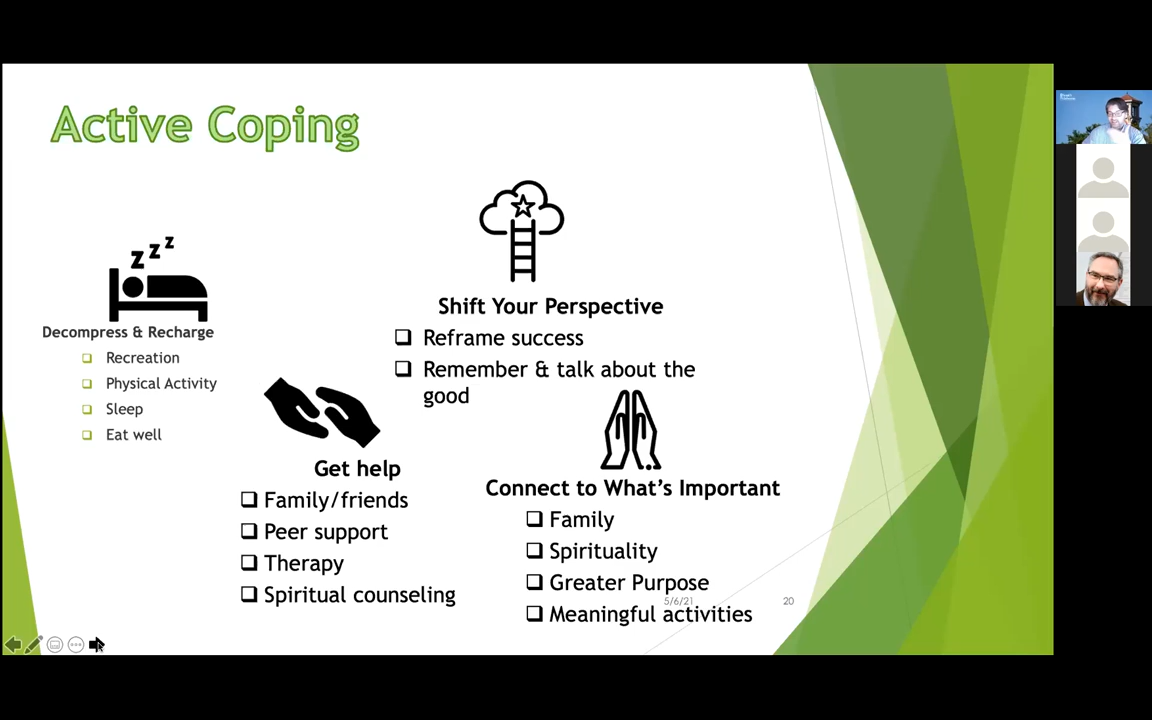 Active Coping
z z z
Decompress & Recharge
Recreation
Physical Activity
Sleep
Eat well
Shift Your Perspective
Reframe success
Remember & talk about the
good
Get help
Family/friends
Peer support
Therapy
Spiritual counseling
Connect to What's Important
Family
Spirituality
Greater Purpose
Meaningful activities
5/6/21
20